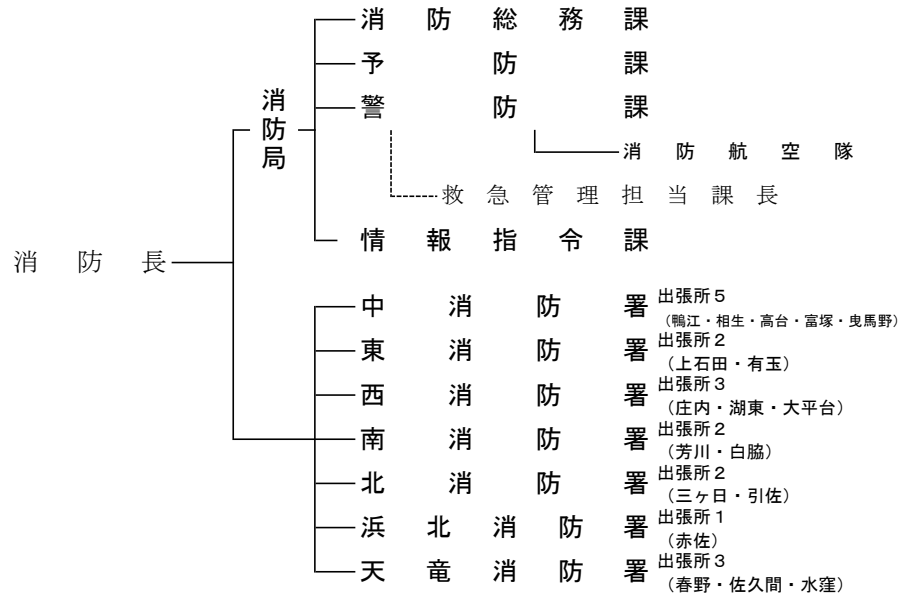 消防総務課
予防課
警防課
消防局
消防航空隊
救急管理担当課長
情報指令課
消防長
中消防署 出張所5
（鴨江・相生・高台・富塚・曳馬野）
東消防署 出張所2
（上石田・有玉）
西消防署 出張所3
（庄内・湖東・大平台）
南消防署 出張所2
（芳川・白脇）
北消防署 出張所2
（三ヶ日・引佐）
浜北消防署 出張所1
（赤佐）
天竜消防署 出張所3
（春野・佐久間・水窪）